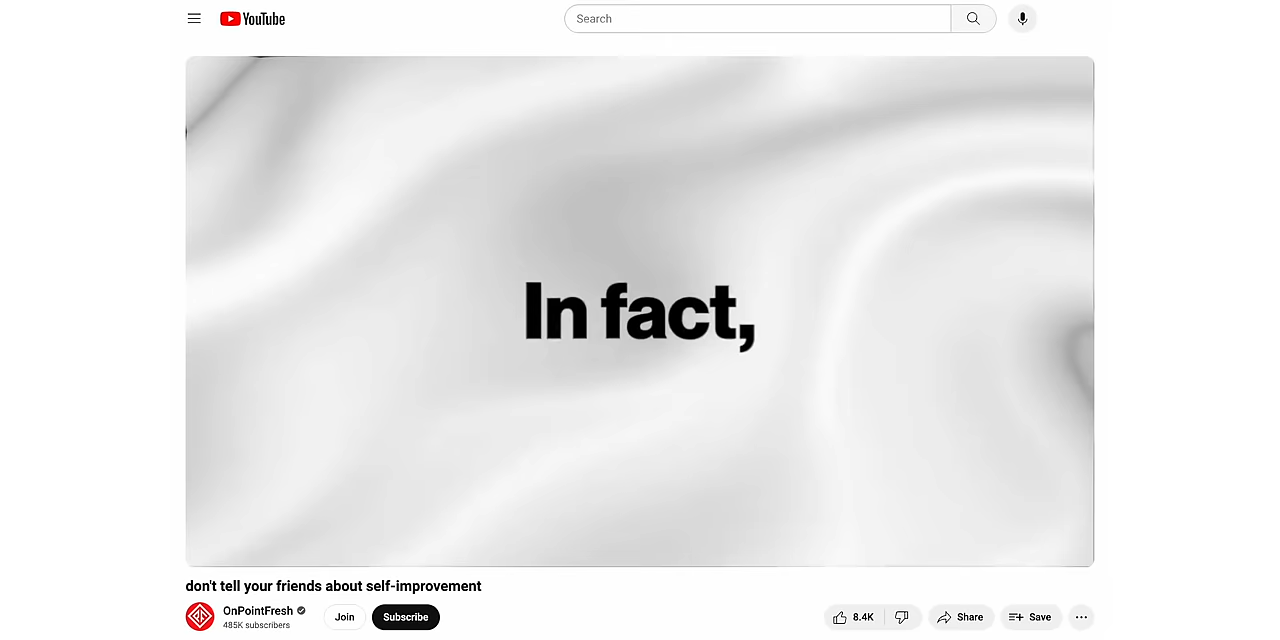 YouTube
Search
In fact,
don't tell your friends about self-improvement
OnPointFresh
485K subscribers
Join
Subscribe
8.4K
Share
Save